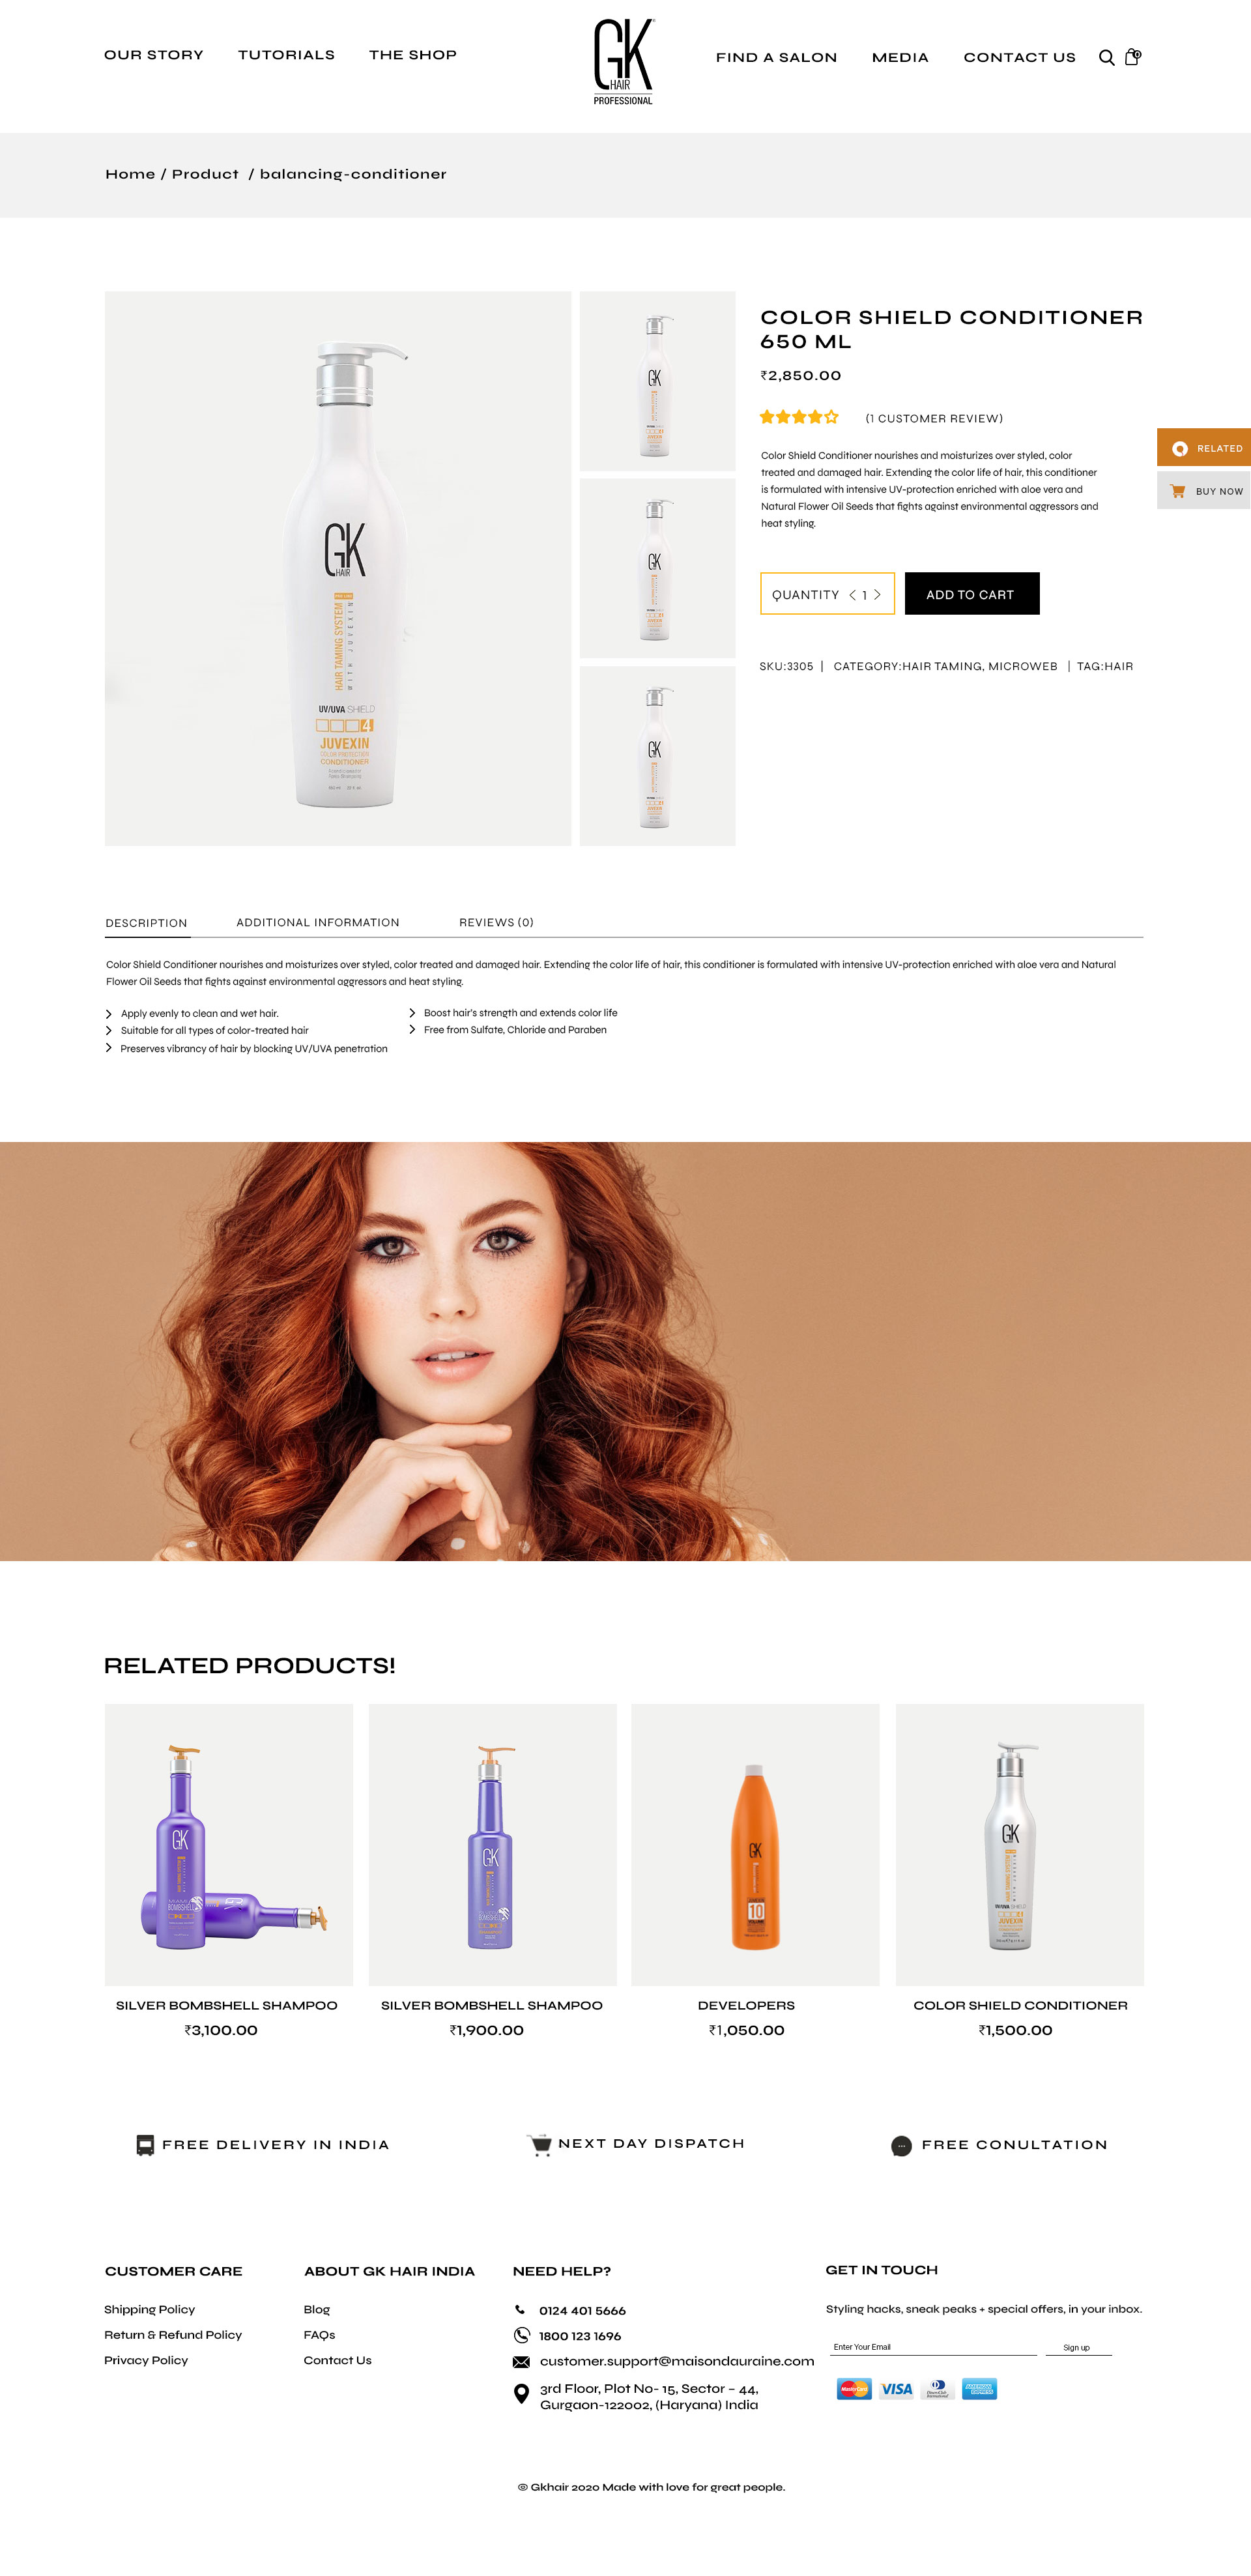 OUR STORY TUTORIALS THE SHOP
GK
HAIR
PROFESSIONAL
FIND A SALON MEDIA CONTACT US
0
Home / Product / balancing-conditioner
GK
HAIR
PRO LINE
HAIR TAMING SYSTEM
WITH JUVEXIN
UV/UVA SHIELD
4
JUVEXIN
COLOR PROTECTION
CONDITIONER
COLOR SHIELD CONDITIONER
650 ML
₹2,850.00
(1 CUSTOMER REVIEW)
Color Shield Conditioner nourishes and moisturizes over styled, color
treated and damaged hair. Extending the color life of hair, this conditioner
is formulated with intensive UV-protection enriched with aloe vera and
Natural Flower Oil Seeds that fights against environmental aggressors and
heat styling.
RELATED
BUY NOW
QUANTITY < 1 >
ADD TO CART
SKU:3305 | CATEGORY:HAIR TAMING, MICROWEB | TAG:HAIR
DESCRIPTION ADDITIONAL INFORMATION REVIEWS (0)
Color Shield Conditioner nourishes and moisturizes over styled, color treated and damaged hair. Extending the color life of hair, this conditioner is formulated with intensive UV-protection enriched with aloe vera and Natural
Flower Oil Seeds that fights against environmental aggressors and heat styling.
Apply evenly to clean and wet hair.
Suitable for all types of color-treated hair
Preserves vibrancy of hair by blocking UV/UVA penetration
Boost hair's strength and extends color life
Free from Sulfate, Chloride and Paraben
RELATED PRODUCTS!
GK
BOMBSHELL
GK
BOMBSHELL
GK
10
GK
JUVEXIN
SILVER BOMBSHELL SHAMPOO
₹3,100.00
SILVER BOMBSHELL SHAMPOO
₹1,900.00
DEVELOPERS
₹1,050.00
COLOR SHIELD CONDITIONER
₹1,500.00
FREE DELIVERY IN INDIA
NEXT DAY DISPATCH
FREE CONULTATION
CUSTOMER CARE
Shipping Policy
Return & Refund Policy
Privacy Policy
ABOUT GK HAIR INDIA
Blog
FAQs
Contact Us
NEED HELP?
0124 401 5666
1800 123 1696
customer.support@maisondauraine.com
3rd Floor, Plot No- 15, Sector – 44,
Gurgaon-122002, (Haryana) India
GET IN TOUCH
Styling hacks, sneak peaks + special offers, in your inbox.
Enter Your Email
Sign up
MasterCard
VISA
Diners Club
International
AMERICAN
EXPRESS
© Gkhair 2020 Made with love for great people.